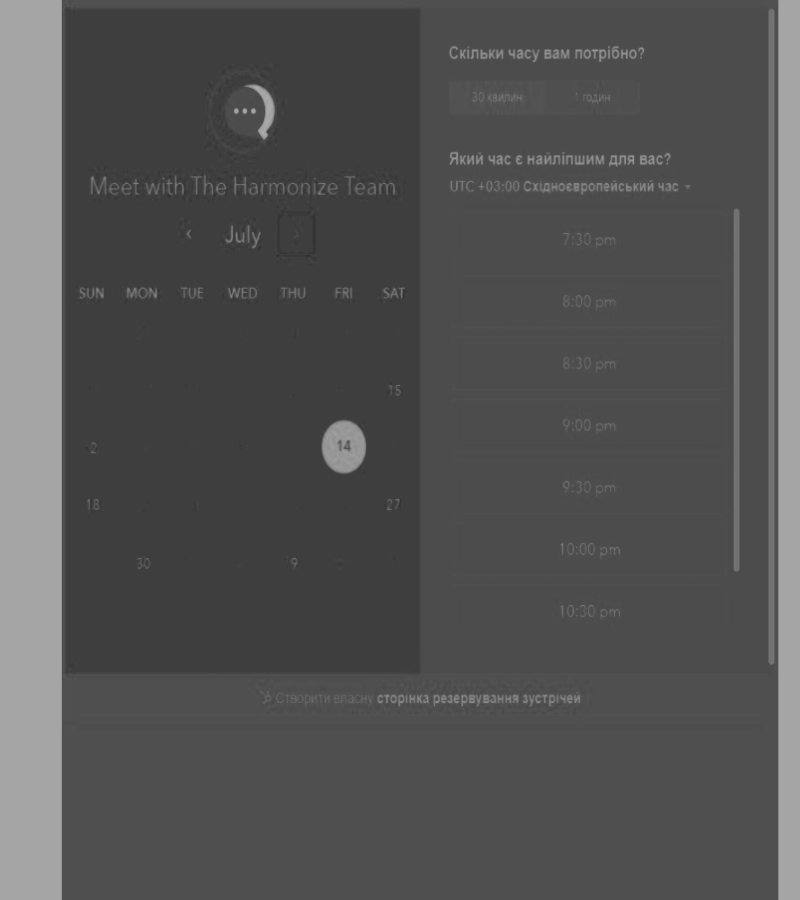 Meet with The Harmonize Team
July
SUN MON TUE WED THU FRI SAT
15
2 14
18 27
30 9
Скільки часу вам потрібно?
30 хвилин 1 годин
Який час є найліпшим для вас?
UTC +03:00 Східноєвропейський час
7:30 pm
8:00 pm
8:30 pm
9:00 pm
9:30 pm
10:00 pm
10:30 pm
Створити власну сторінка резервування зустрічей